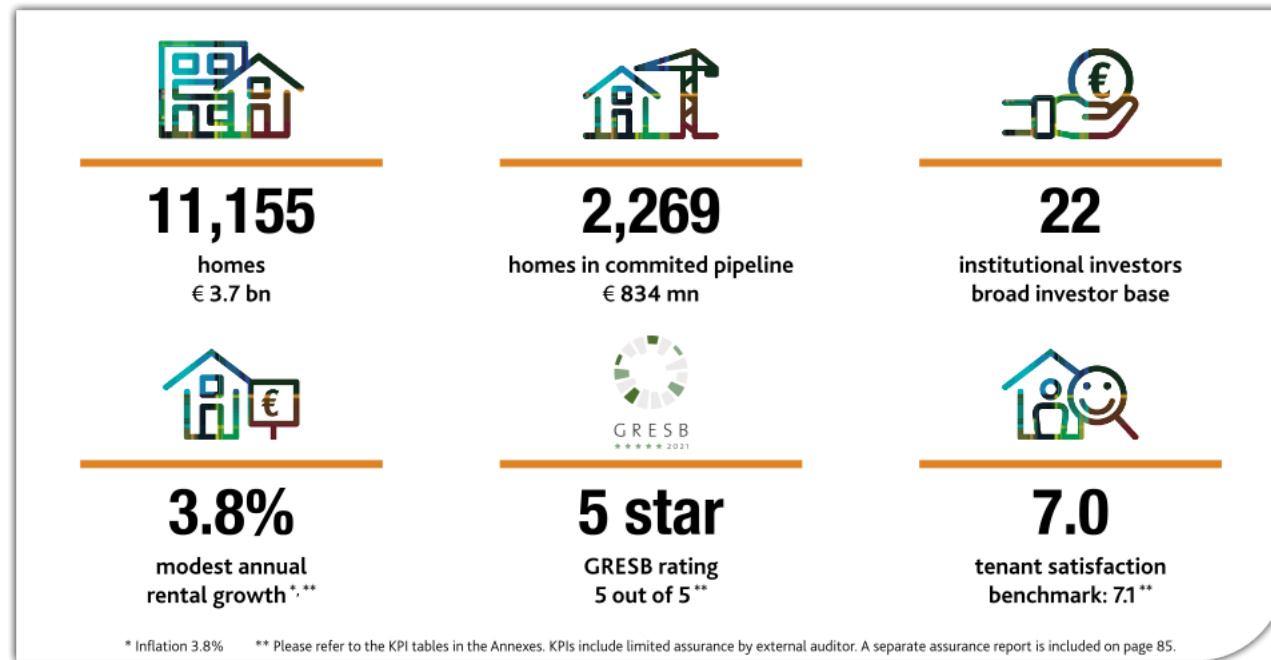 €
11,155
homes
€ 3.7 bn
2,269
homes in commited pipeline
€ 834 mn
22
institutional investors
broad investor base
€
GRESB
★★★★★ 2021
3.8%
modest annual
rental growth *, **
5 star
GRESB rating
5 out of 5 **
7.0
tenant satisfaction
benchmark: 7.1 **
* Inflation 3.8% ** Please refer to the KPI tables in the Annexes. KPIs include limited assurance by external auditor. A separate assurance report is included on page 85.